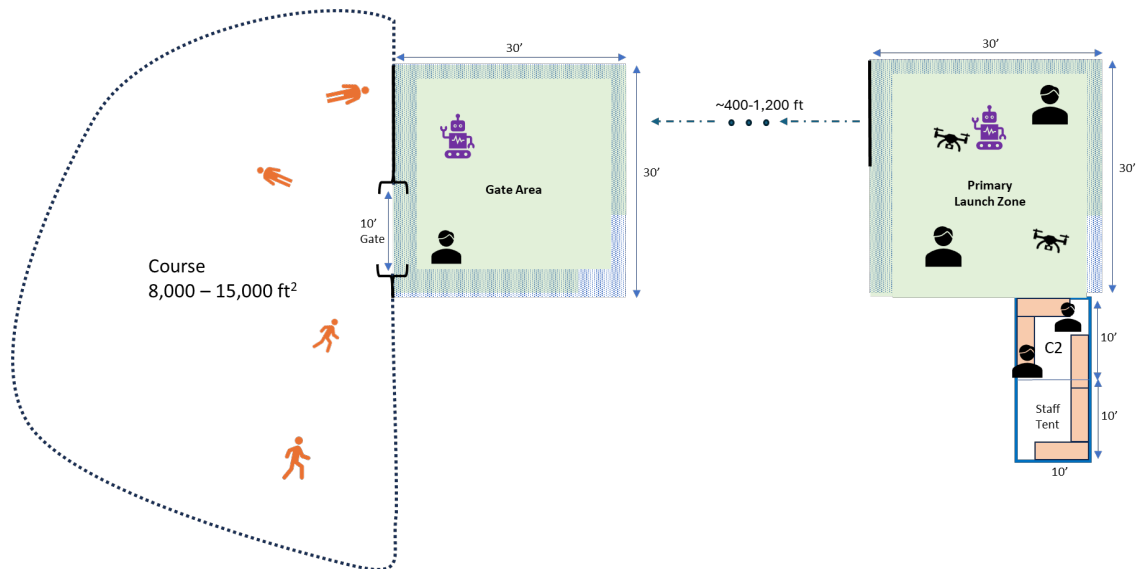 30’
30’
~400-1,200 ft
30’
30’
Gate Area
Primary
Launch Zone
10’
Gate
Course
8,000 – 15,000 ft²
C2
10’
Staff
Tent
10’
10’